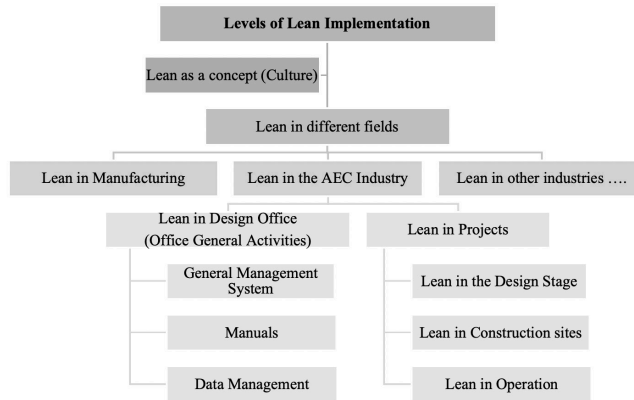 Levels of Lean Implementation
Lean as a concept (Culture)
Lean in different fields
Lean in Manufacturing
Lean in the AEC Industry
Lean in other industries ….
Lean in Design Office
(Office General Activities)
Lean in Projects
General Management
System
Lean in the Design Stage
Manuals
Lean in Construction sites
Data Management
Lean in Operation